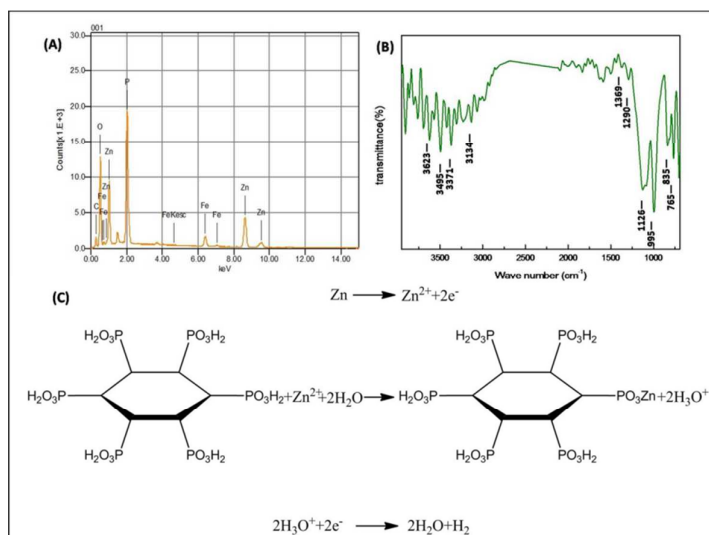 (A)
001
Counts[x 1.E+3]
30.0
25.0
20.0
15.0
10.0
5.0
0.0
P
O
Zn
Zn
Fe
C
Fe
FeKesc
Fe
Fe
Zn
Zn
0.00 2.00 4.00 6.00 8.00 10.00 12.00 14.00
keV
(B)
transmittance(%)
3623
3495
3371
3134
1369
1290
1126
995
835
765
3500 3000 2500 2000 1500 1000
Wave number (cm-1)
(C)
Zn → Zn2++2e-
H2O3P PO3H2 H2O3P PO3H2
H2O3P PO3H2+Zn2++2H2O → H2O3P PO3Zn+2H3O+
H2O3P PO3H2 H2O3P PO3H2
2H3O++2e- → 2H2O+H2